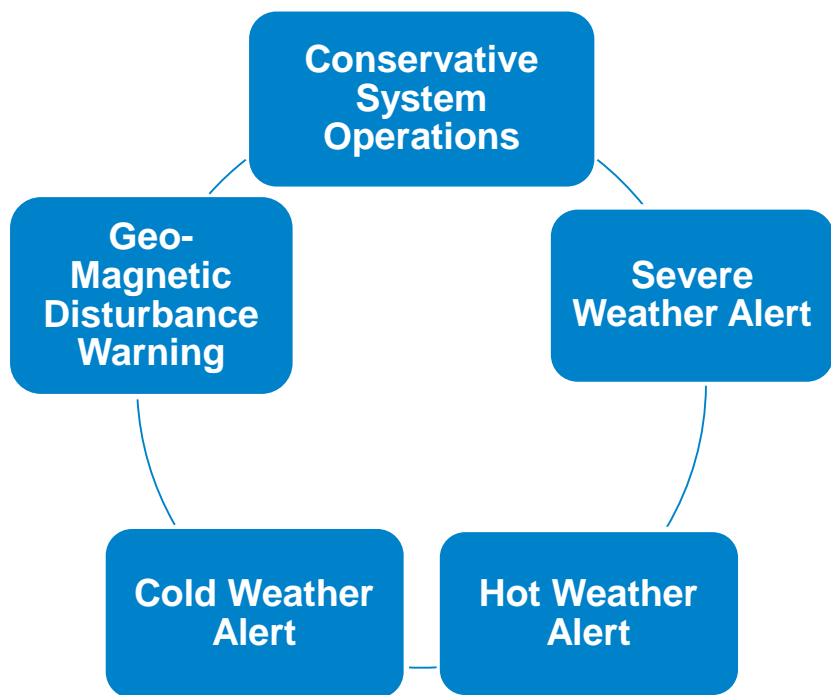 Conservative
System
Operations
Geo-
Magnetic
Disturbance
Warning
Severe
Weather Alert
Cold Weather
Alert
Hot Weather
Alert